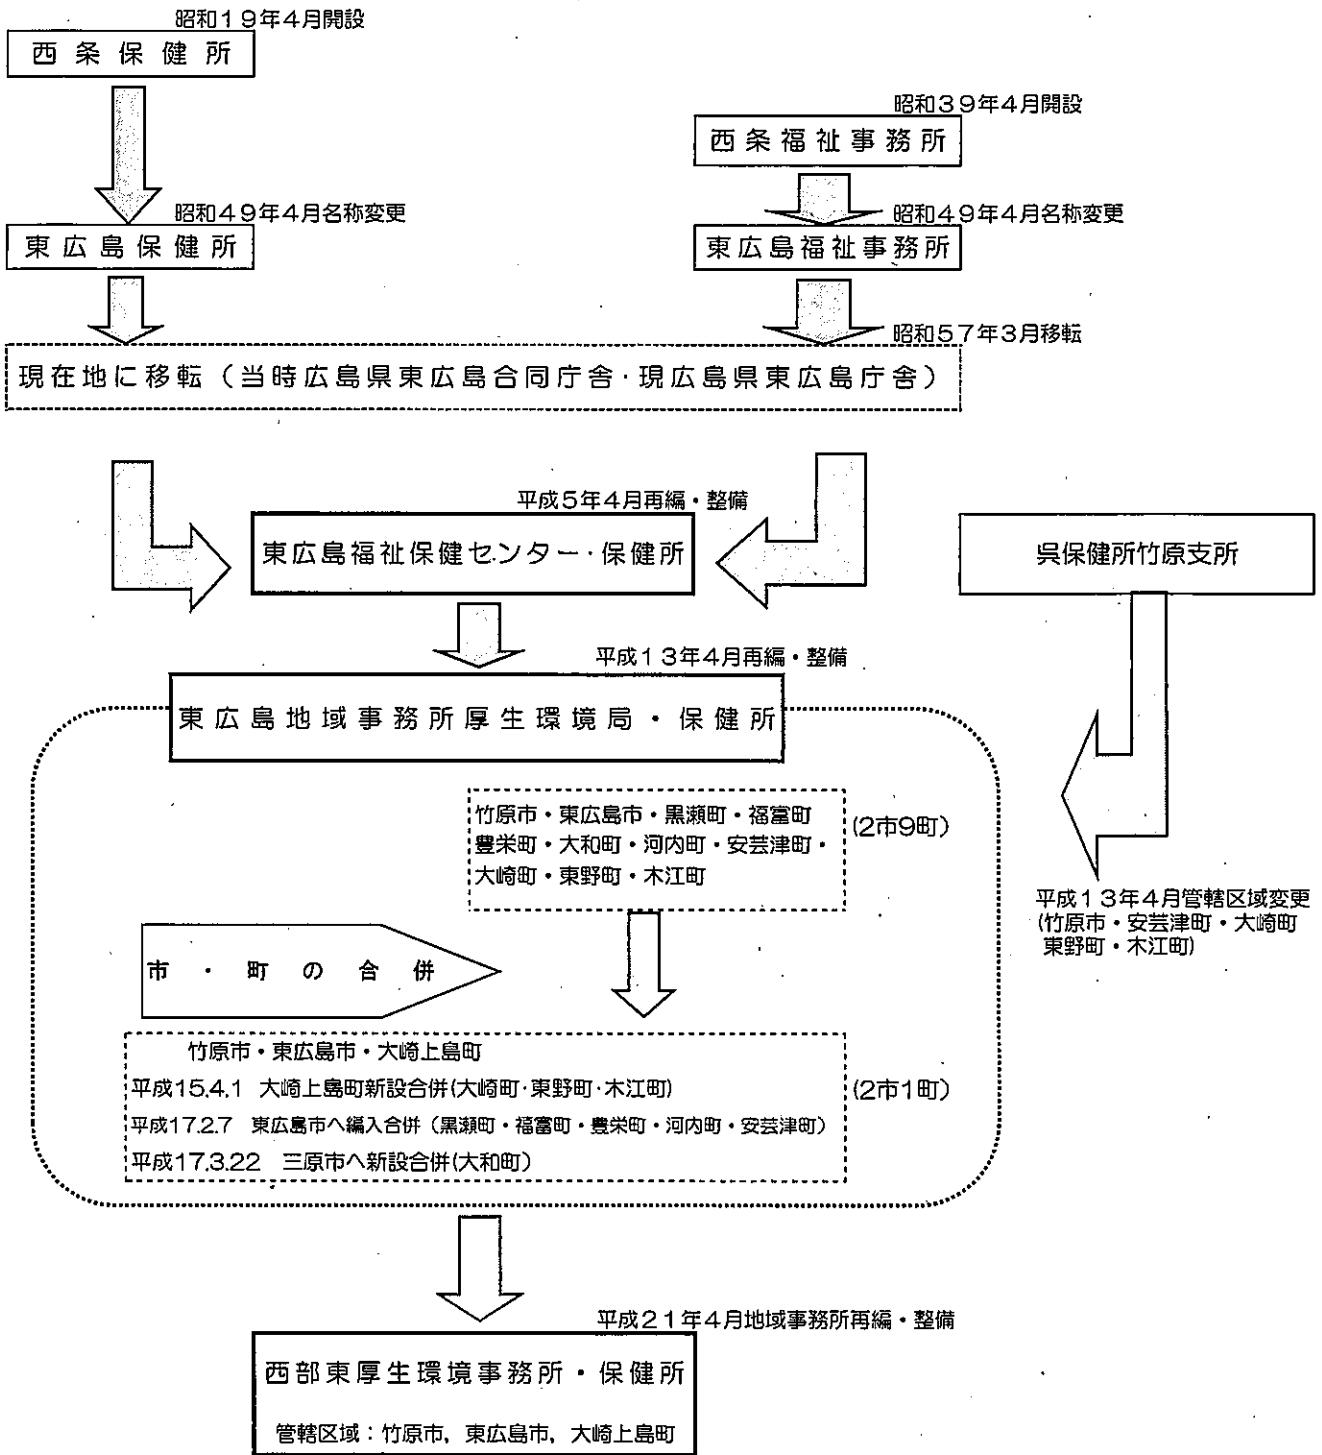 昭和19年4月開設
西条保健所
昭和39年4月開設
西条福祉事務所
昭和49年4月名称変更
東広島保健所
昭和49年4月名称変更
東広島福祉事務所
昭和57年3月移転
現在地に移転（当時広島県東広島合同庁舎・現広島県東広島庁舎）
平成5年4月再編・整備
東広島福祉保健センター・保健所
呉保健所竹原支所
平成13年4月再編・整備
東広島地域事務所厚生環境局・保健所
竹原市・東広島市・黒瀬町・福富町
豊栄町・大和町・河内町・安芸津町・
大崎町・東野町・木江町
(2市9町)
平成13年4月管轄区域変更
(竹原市・安芸津町・大崎町
東野町・木江町)
市・町の合併
竹原市・東広島市・大崎上島町
平成15.4.1 大崎上島町新設合併(大崎町・東野町・木江町)
(2市1町)
平成17.2.7 東広島市へ編入合併（黒瀬町・福富町・豊栄町・河内町・安芸津町）
平成17.3.22 三原市へ新設合併(大和町)
平成21年4月地域事務所再編・整備
西部東厚生環境事務所・保健所
管轄区域：竹原市，東広島市，大崎上島町